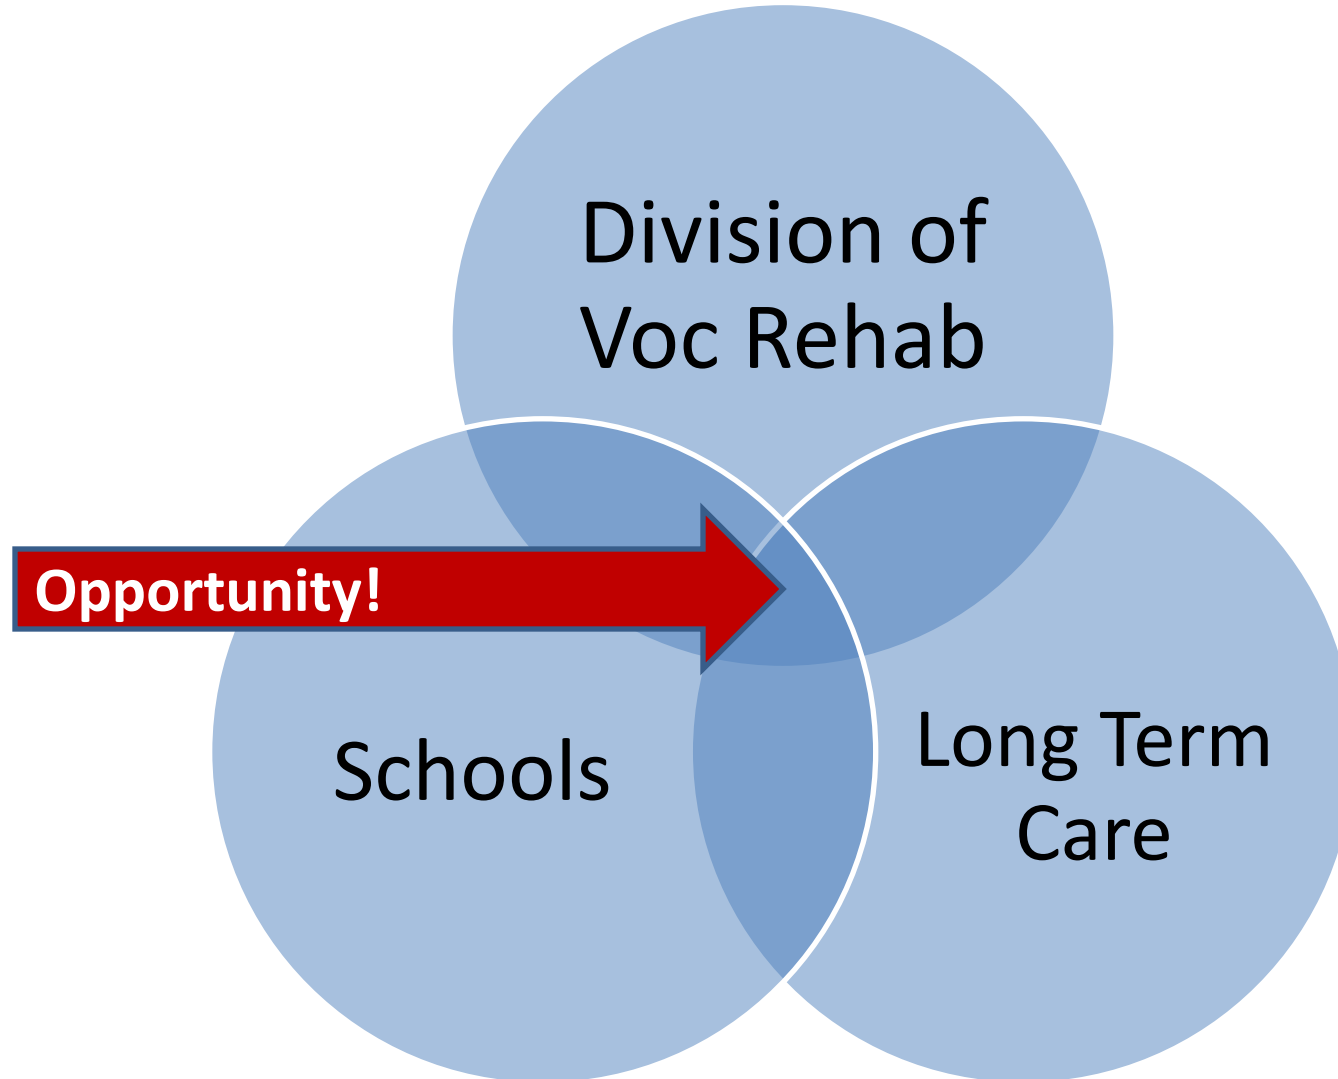 Division of
Voc Rehab
Opportunity!
Schools
Long Term
Care